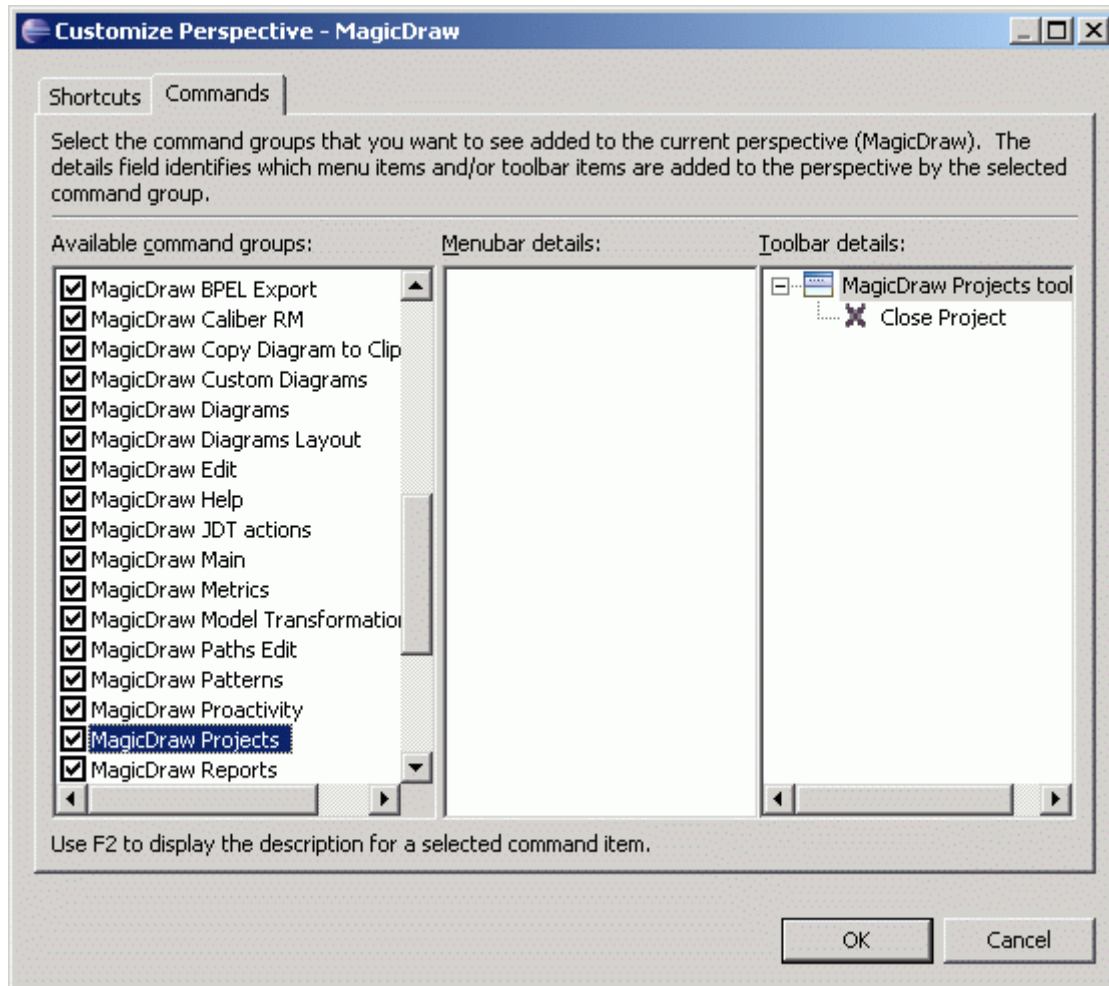 Customize Perspective - MagicDraw
Shortcuts Commands
Select the command groups that you want to see added to the current perspective (MagicDraw). The
details field identifies which menu items and/or toolbar items are added to the perspective by the selected
command group.
Available command groups: Menubar details: Toolbar details:
MagicDraw BPEL Export
MagicDraw Caliber RM
MagicDraw Copy Diagram to Clip
MagicDraw Custom Diagrams
MagicDraw Diagrams
MagicDraw Diagrams Layout
MagicDraw Edit
MagicDraw Help
MagicDraw JDT actions
MagicDraw Main
MagicDraw Metrics
MagicDraw Model Transformation
MagicDraw Paths Edit
MagicDraw Patterns
MagicDraw Proactivity
MagicDraw Projects
MagicDraw Reports
MagicDraw Projects tool
Close Project
Use F2 to display the description for a selected command item.
OK Cancel